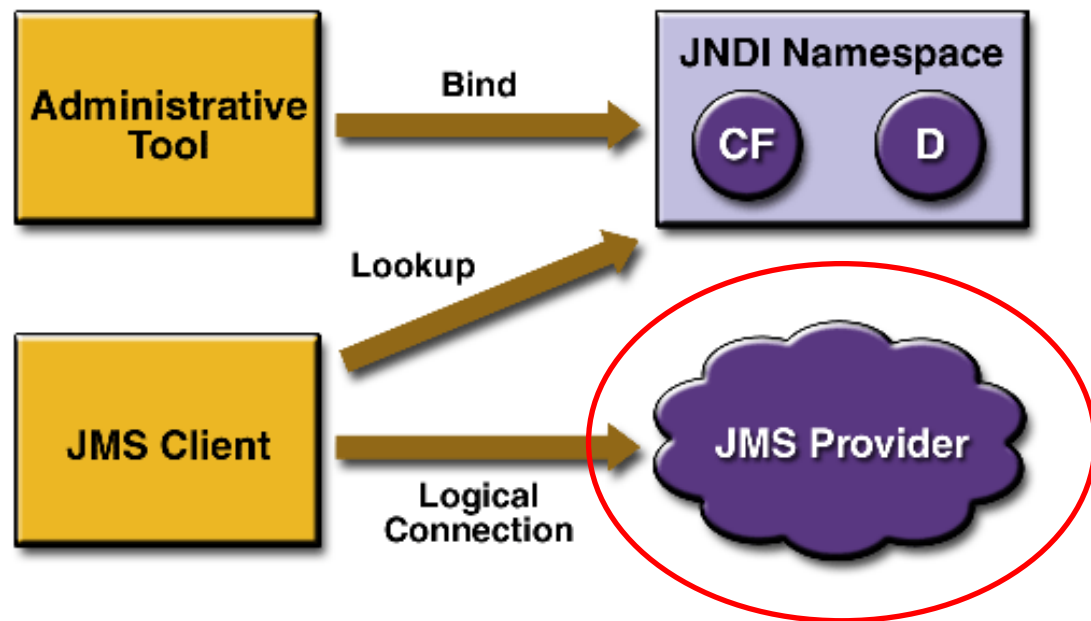 Administrative
Tool
Bind
JNDI Namespace
CF
D
Lookup
JMS Client
Logical
Connection
JMS Provider